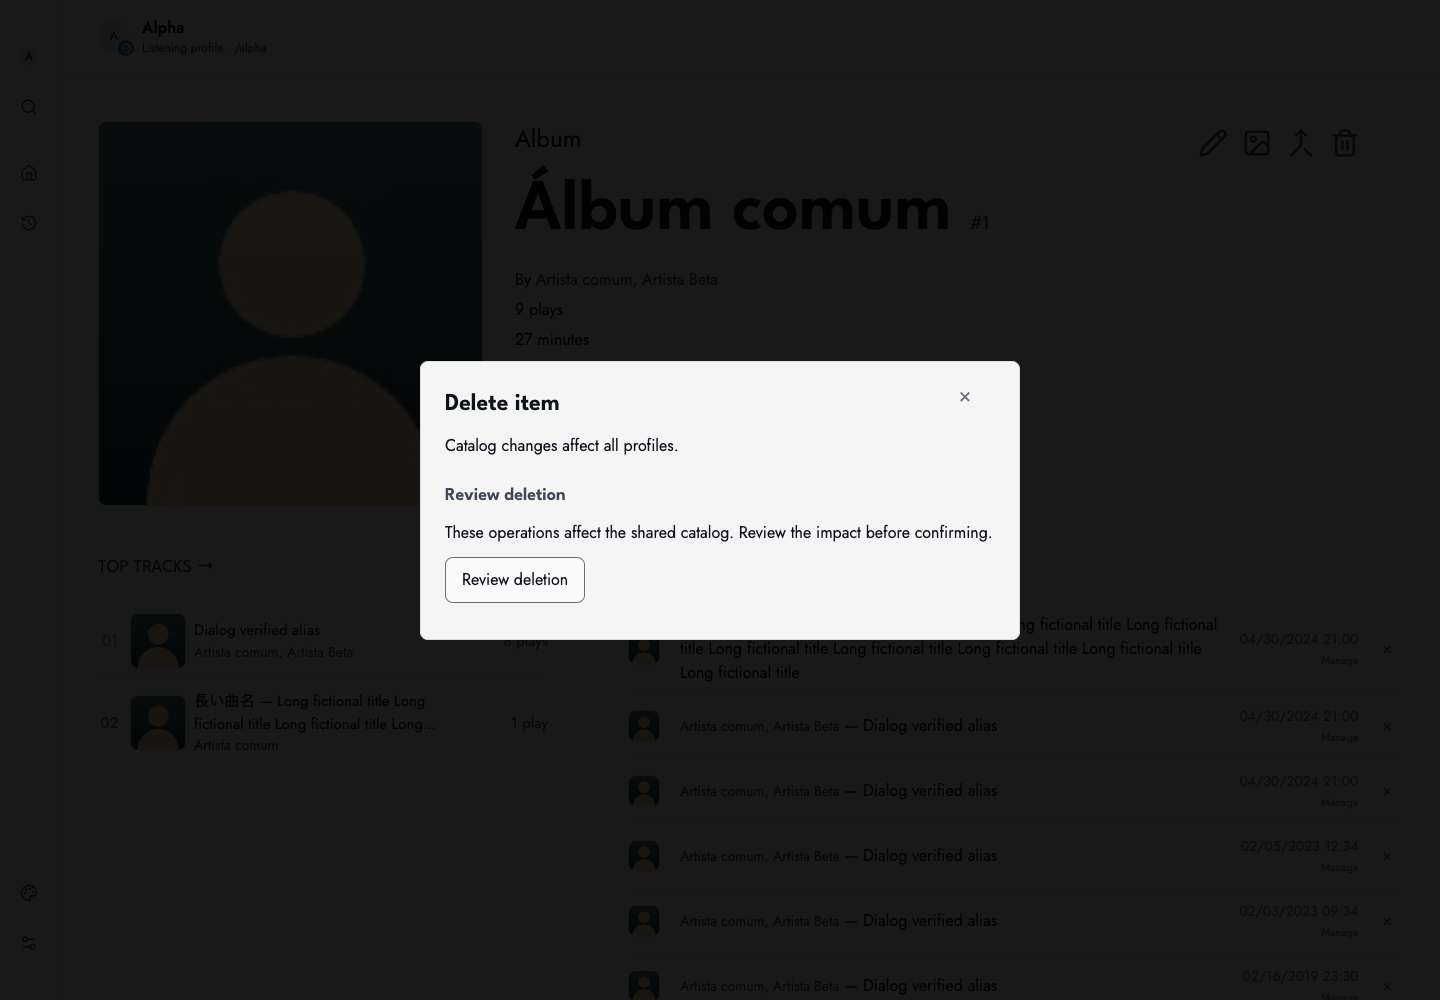 A
Alpha
Listening profile · /alpha
A
Album
Álbum comum #1
By Artista comum, Artista Beta
9 plays
27 minutes
Delete item
×
Catalog changes affect all profiles.
Review deletion
These operations affect the shared catalog. Review the impact before confirming.
Review deletion
TOP TRACKS →
01
Dialog verified alias
Artista comum, Artista Beta
8 plays
02
長い曲名 — Long fictional title Long
fictional title Long fictional title Long...
Artista comum
1 play
fictional title Long fictional
title Long fictional title Long fictional title Long fictional title Long fictional title
Long fictional title
04/30/2024 21:00
Manage
×
Artista comum, Artista Beta — Dialog verified alias
04/30/2024 21:00
Manage
×
Artista comum, Artista Beta — Dialog verified alias
04/30/2024 21:00
Manage
×
Artista comum, Artista Beta — Dialog verified alias
02/05/2023 12:34
Manage
×
Artista comum, Artista Beta — Dialog verified alias
02/03/2023 09:34
Manage
×
Artista comum, Artista Beta — Dialog verified alias
02/16/2019 23:30
Manage
×